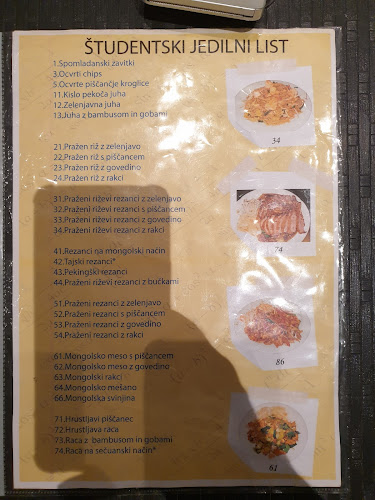 ŠTUDENTSKI JEDILNI LIST
1.Spomladanski zavitki
3.Ocvrti chips
5.Ocvrte piščančje kroglice
11.Kislo pekoča juha
12.Zelenjavna juha
13.Juha z bambusom in gobami
21.Pražen riž z zelenjavo
22.Pražen riž s piščancem
23.Pražen riž z govedino
24.Pražen riž z rakci
31.Praženi riževi rezanci z zelenjavo
32.Praženi riževi rezanci s piščancem
33.Praženi riževi rezanci z govedino
34.Praženi riževi rezanci z rakci
41.Rezanci na mongolski način
42.Tajski rezanci*
43.Pekingški rezanci
44.Praženi riževi rezanci z bučkami
51.Praženi rezanci z zelenjavo
52.Praženi rezanci s piščancem
53.Praženi rezanci z govedino
54.Praženi rezanci z rakci
61.Mongolsko meso s piščancem
62.Mongolsko meso z govedino
63.Mongolski rakci
64.Mongolsko mešano
66.Mongolska svinjina
71.Hrustljavi piščanec
72.Hrustljava raca
73.Raca z bambusom in gobami
74.Raca na sečuanski način*
34
74
86
61